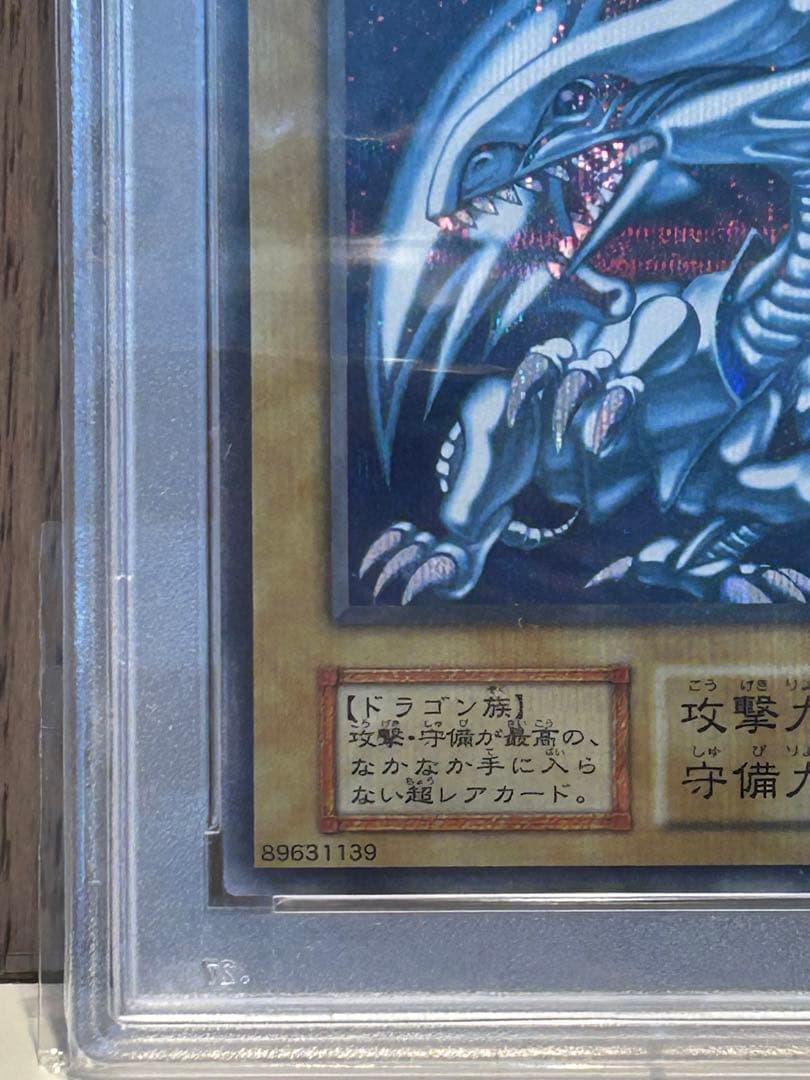 【ドラゴン族】
攻撃・守備が最高の、
なかなか手に入ら
ない超レアカード。
攻撃力
守備力
89631139